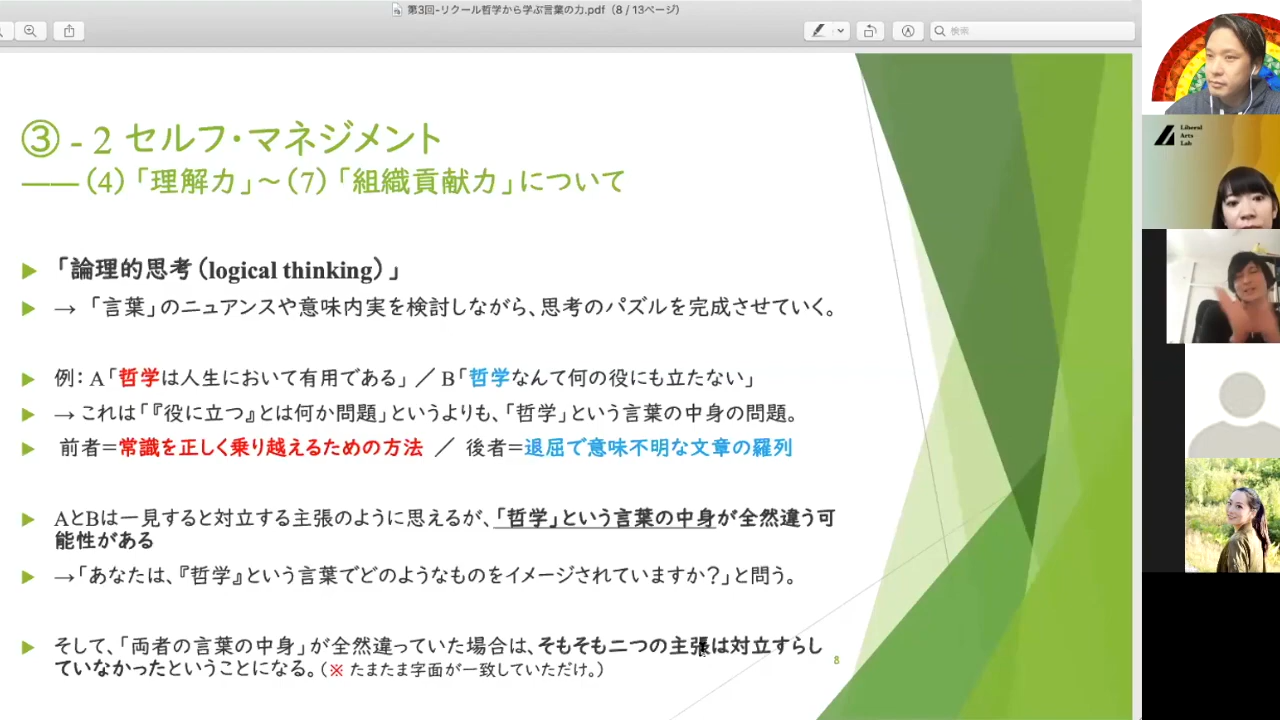 第3回-リクール哲学から学ぶ言葉の力.pdf（8 / 13ページ）
検索
③ - 2 セルフ・マネジメント
——（4）「理解力」～（7）「組織貢献力」について
「論理的思考（logical thinking）」
→ 「言葉」のニュアンスや意味内実を検討しながら、思考のパズルを完成させていく。
例： A「哲学は人生において有用である」 ／ B「哲学なんて何の役にも立たない」
→ これは「『役に立つ』とは何か問題」というよりも、「哲学」という言葉の中身の問題。
前者＝常識を正しく乗り越えるための方法 ／ 後者＝退屈で意味不明な文章の羅列
AとBは一見すると対立する主張のように思えるが、「哲学」という言葉の中身が全然違う可
能性がある
→「あなたは、『哲学』という言葉でどのようなものをイメージされていますか？」と問う。
そして、「両者の言葉の中身」が全然違っていた場合は、そもそも二つの主張は対立すらし
ていなかったということになる。（※ たまたま字面が一致していただけ。）
8
Liberal
Arts
Lab